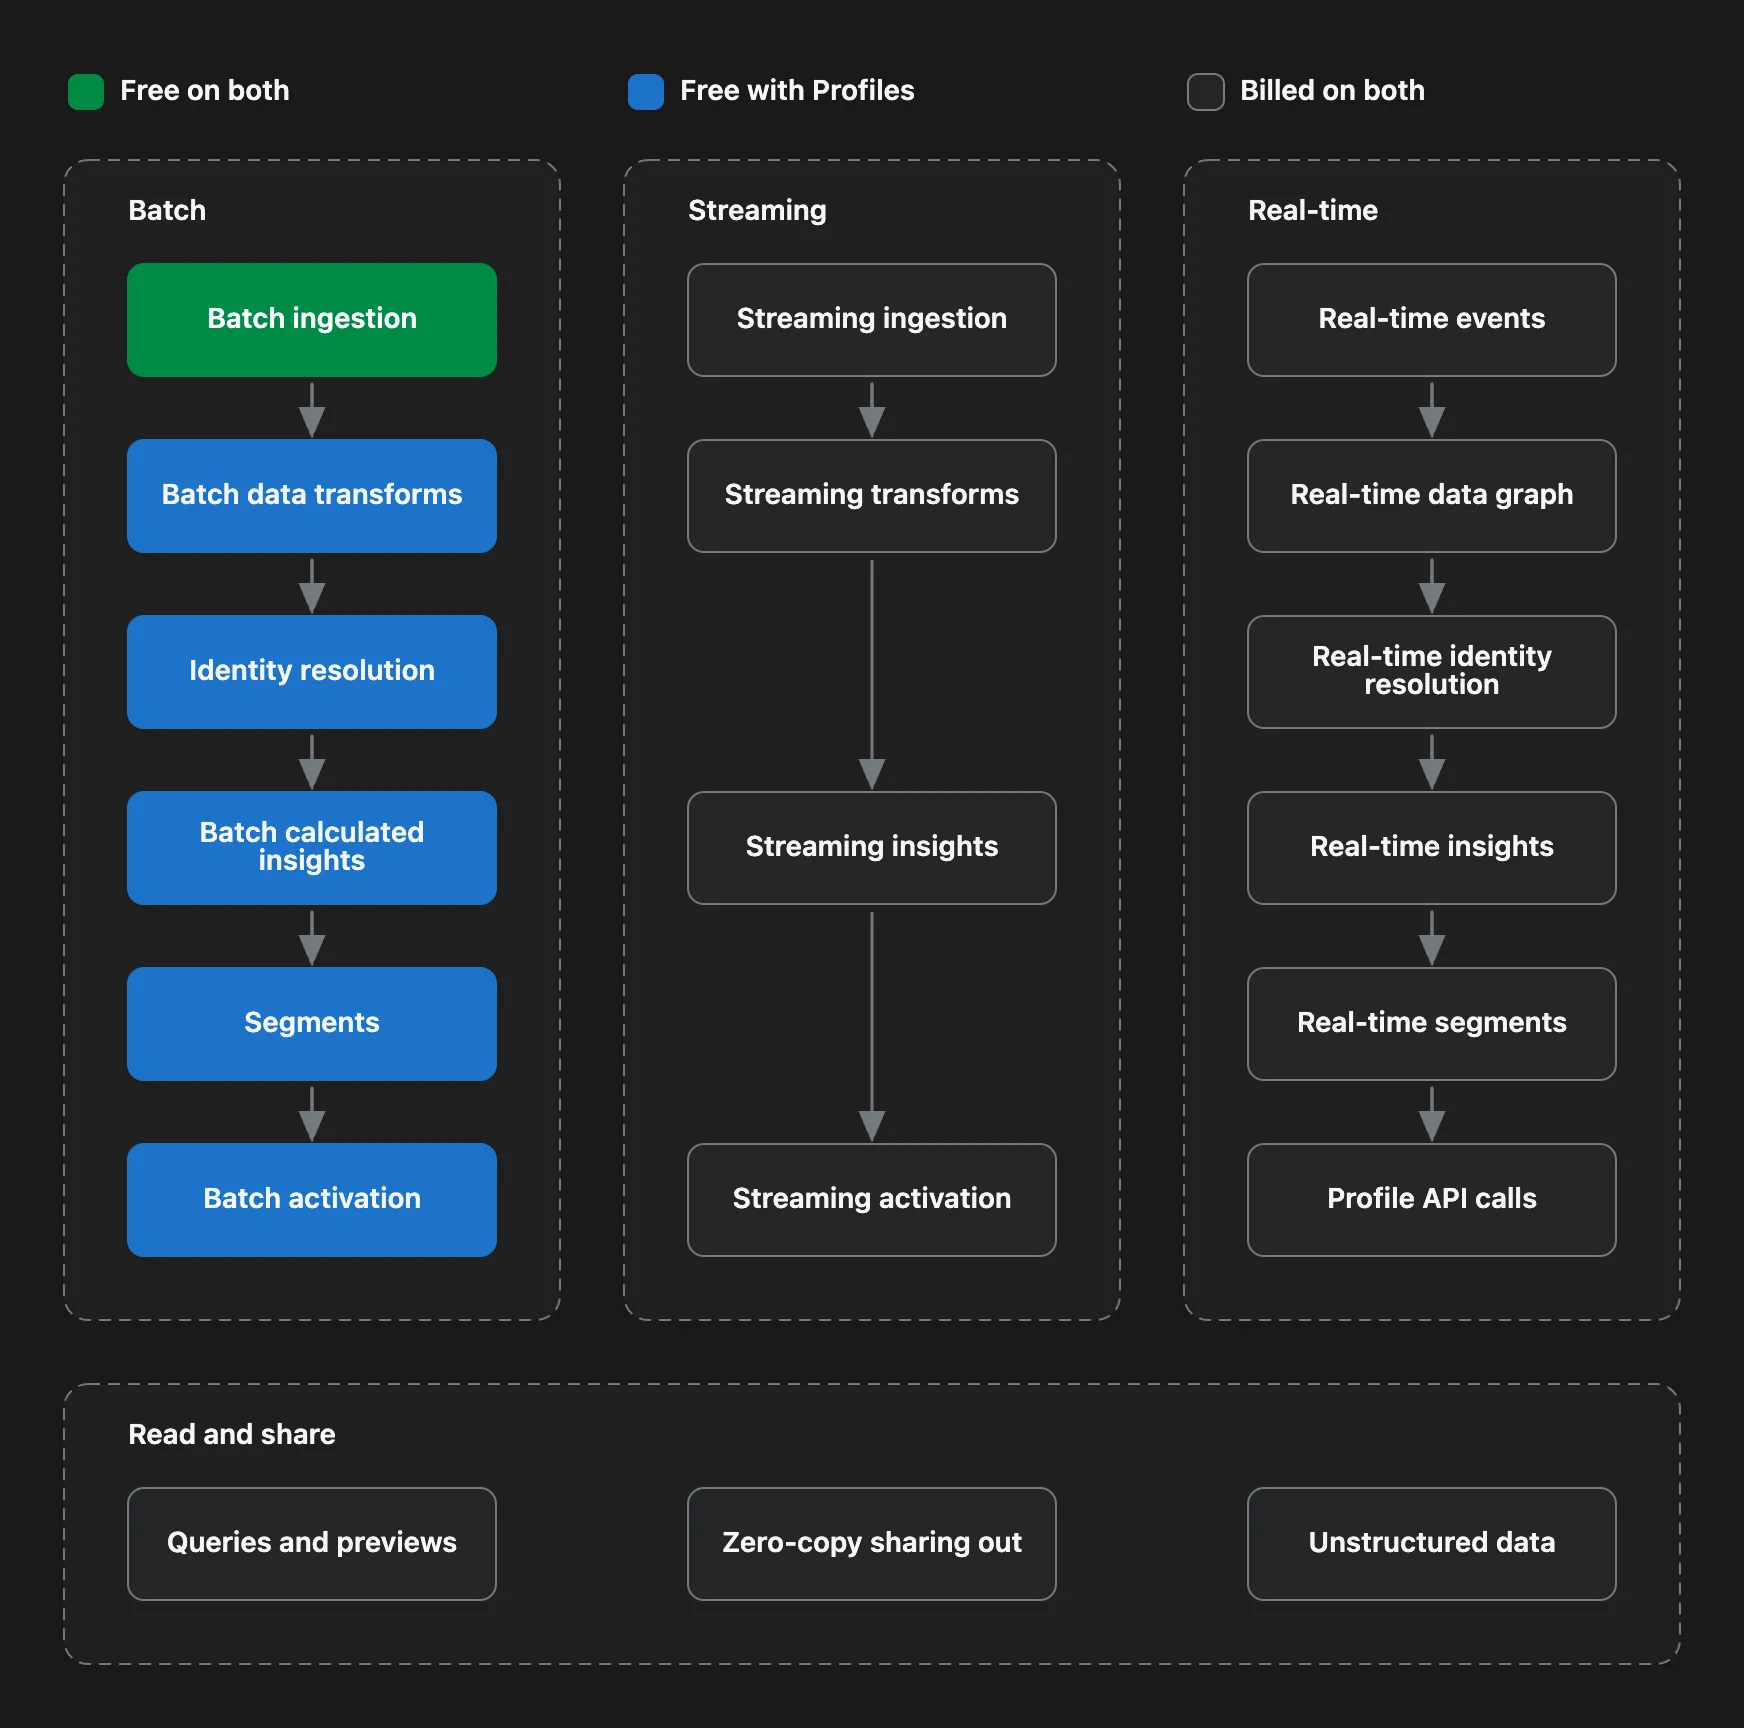 Free on both
Free with Profiles
Billed on both
Batch
Batch ingestion
Batch data transforms
Identity resolution
Batch calculated
insights
Segments
Batch activation
Streaming
Streaming ingestion
Streaming transforms
Streaming insights
Streaming activation
Real-time
Real-time events
Real-time data graph
Real-time identity
resolution
Real-time insights
Real-time segments
Profile API calls
Read and share
Queries and previews
Zero-copy sharing out
Unstructured data